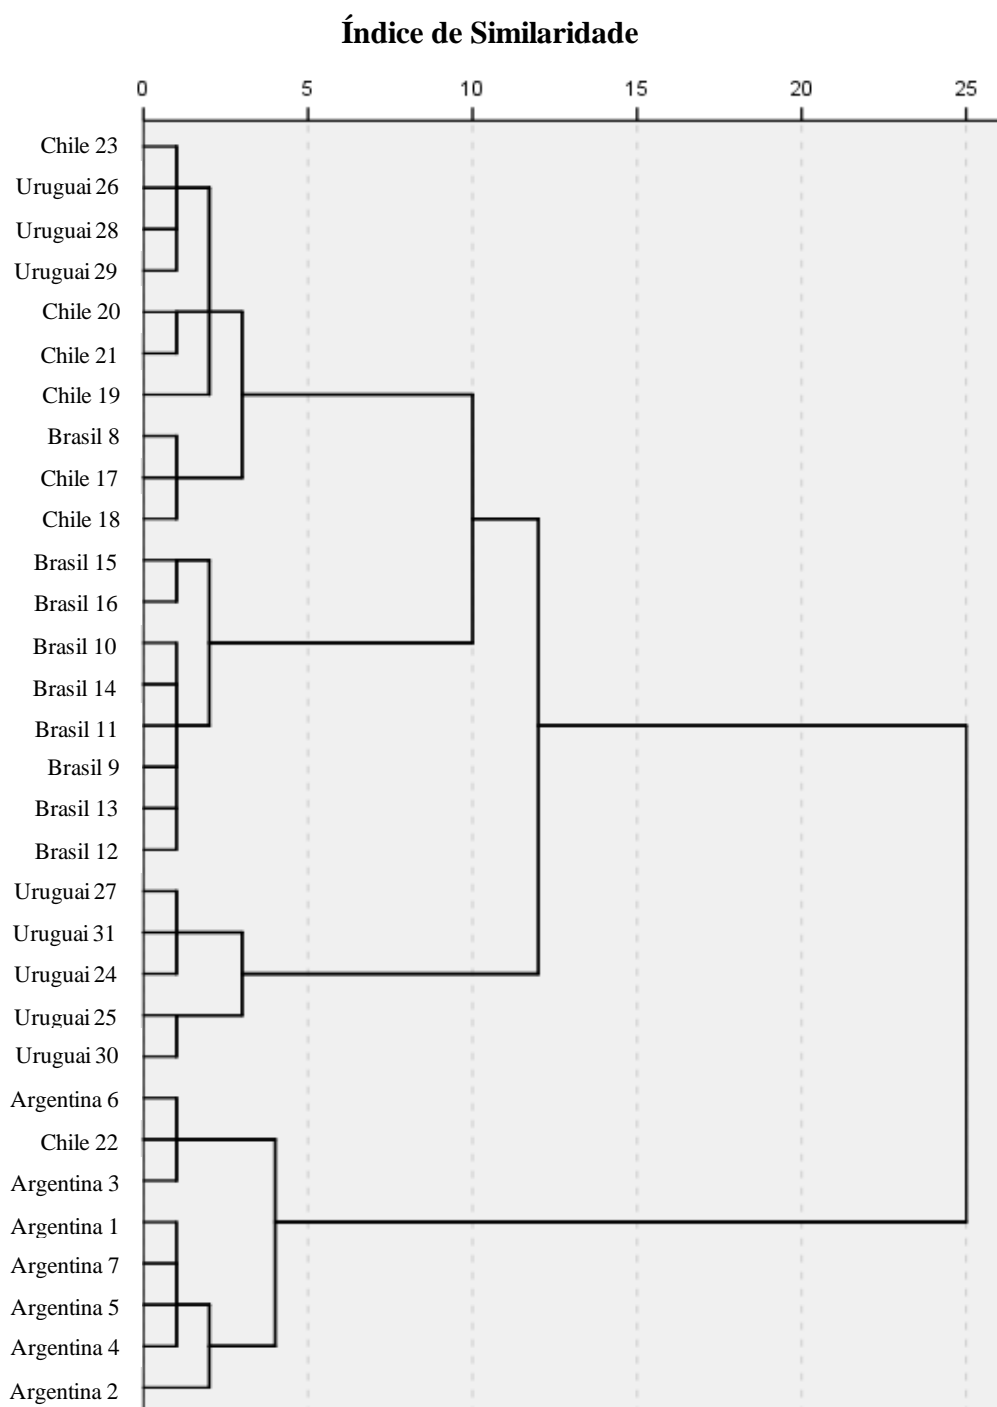 Índice de Similaridade
0 5 10 15 20 25
Chile 23
Uruguai 26
Uruguai 28
Uruguai 29
Chile 20
Chile 21
Chile 19
Brasil 8
Chile 17
Chile 18
Brasil 15
Brasil 16
Brasil 10
Brasil 14
Brasil 11
Brasil 9
Brasil 13
Brasil 12
Uruguai 27
Uruguai 31
Uruguai 24
Uruguai 25
Uruguai 30
Argentina 6
Chile 22
Argentina 3
Argentina 1
Argentina 7
Argentina 5
Argentina 4
Argentina 2